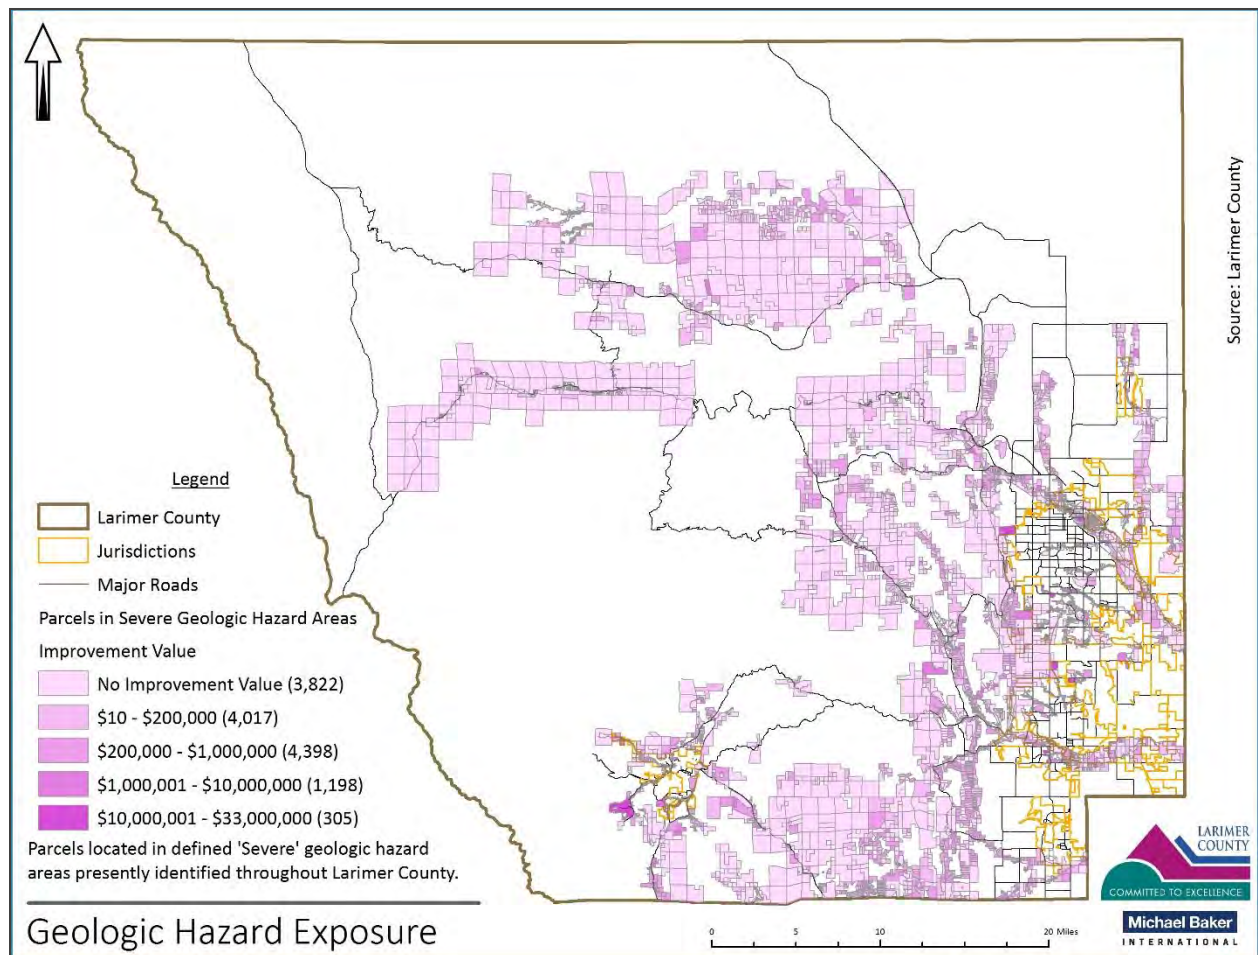 Source: Larimer County
Legend
Larimer County
Jurisdictions
Major Roads
Parcels in Severe Geologic Hazard Areas
Improvement Value
No Improvement Value (3,822)
$10 - $200,000 (4,017)
$200,000 - $1,000,000 (4,398)
$1,000,001 - $10,000,000 (1,198)
$10,000,001 - $33,000,000 (305)
Parcels located in defined 'Severe' geologic hazard
areas presently identified throughout Larimer County.
Geologic Hazard Exposure
0 5 10 20 Miles
LARIMER
COUNTY
COMMITTED TO EXCELLENCE
Michael Baker
INTERNATIONAL